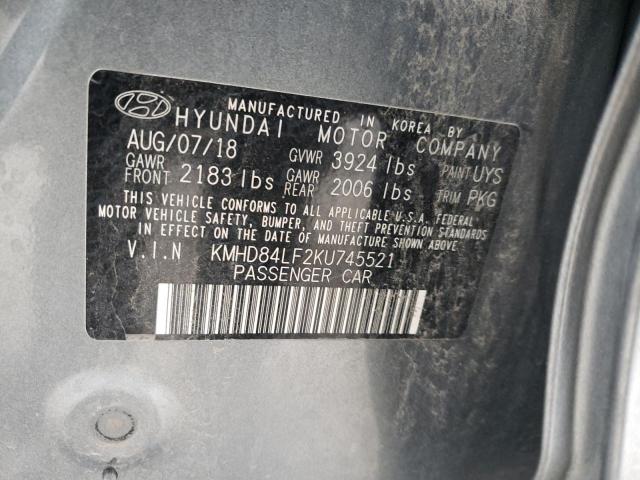 MANUFACTURED IN KOREA BY
HYUNDAI MOTOR COMPANY
AUG/07/18 GVWR 3924 lbs PAINT UYS
GAWR FRONT 2183 lbs GAWR REAR 2006 lbs TRIM PKG
THIS VEHICLE CONFORMS TO ALL APPLICABLE U.S.A. FEDERAL
MOTOR VEHICLE SAFETY, BUMPER, AND THEFT PREVENTION STANDARDS
IN EFFECT ON THE DATE OF MANUFACTURE SHOWN ABOVE.
V.I.N KMHD84LF2KU745521
PASSENGER CAR